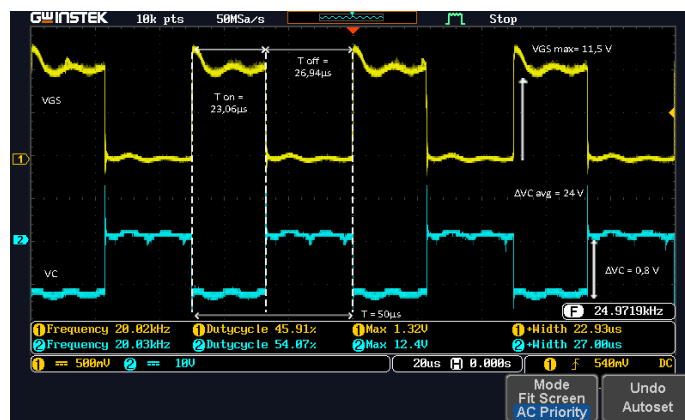 GWINSTEK 10k pts 50MSa/s Stop
VGS max= 11,5 V
T off =
26,94µs
T on =
23,06µs
VGS
1
ΔVC avg = 24 V
2
VC
ΔVC = 0,8 V
T = 50µs
F 24.9719kHz
1 Frequency 20.02kHz 1 Dutycycle 45.91% 1 Max 1.32V 1 +Width 22.93us
2 Frequency 20.03kHz 2 Dutycycle 54.07% 2 Max 12.4V 2 +Width 27.00us
1 500mV 2 10V 20us H 0.000s 1 540mV DC
Mode
Fit Screen
AC Priority
Undo
Autoset